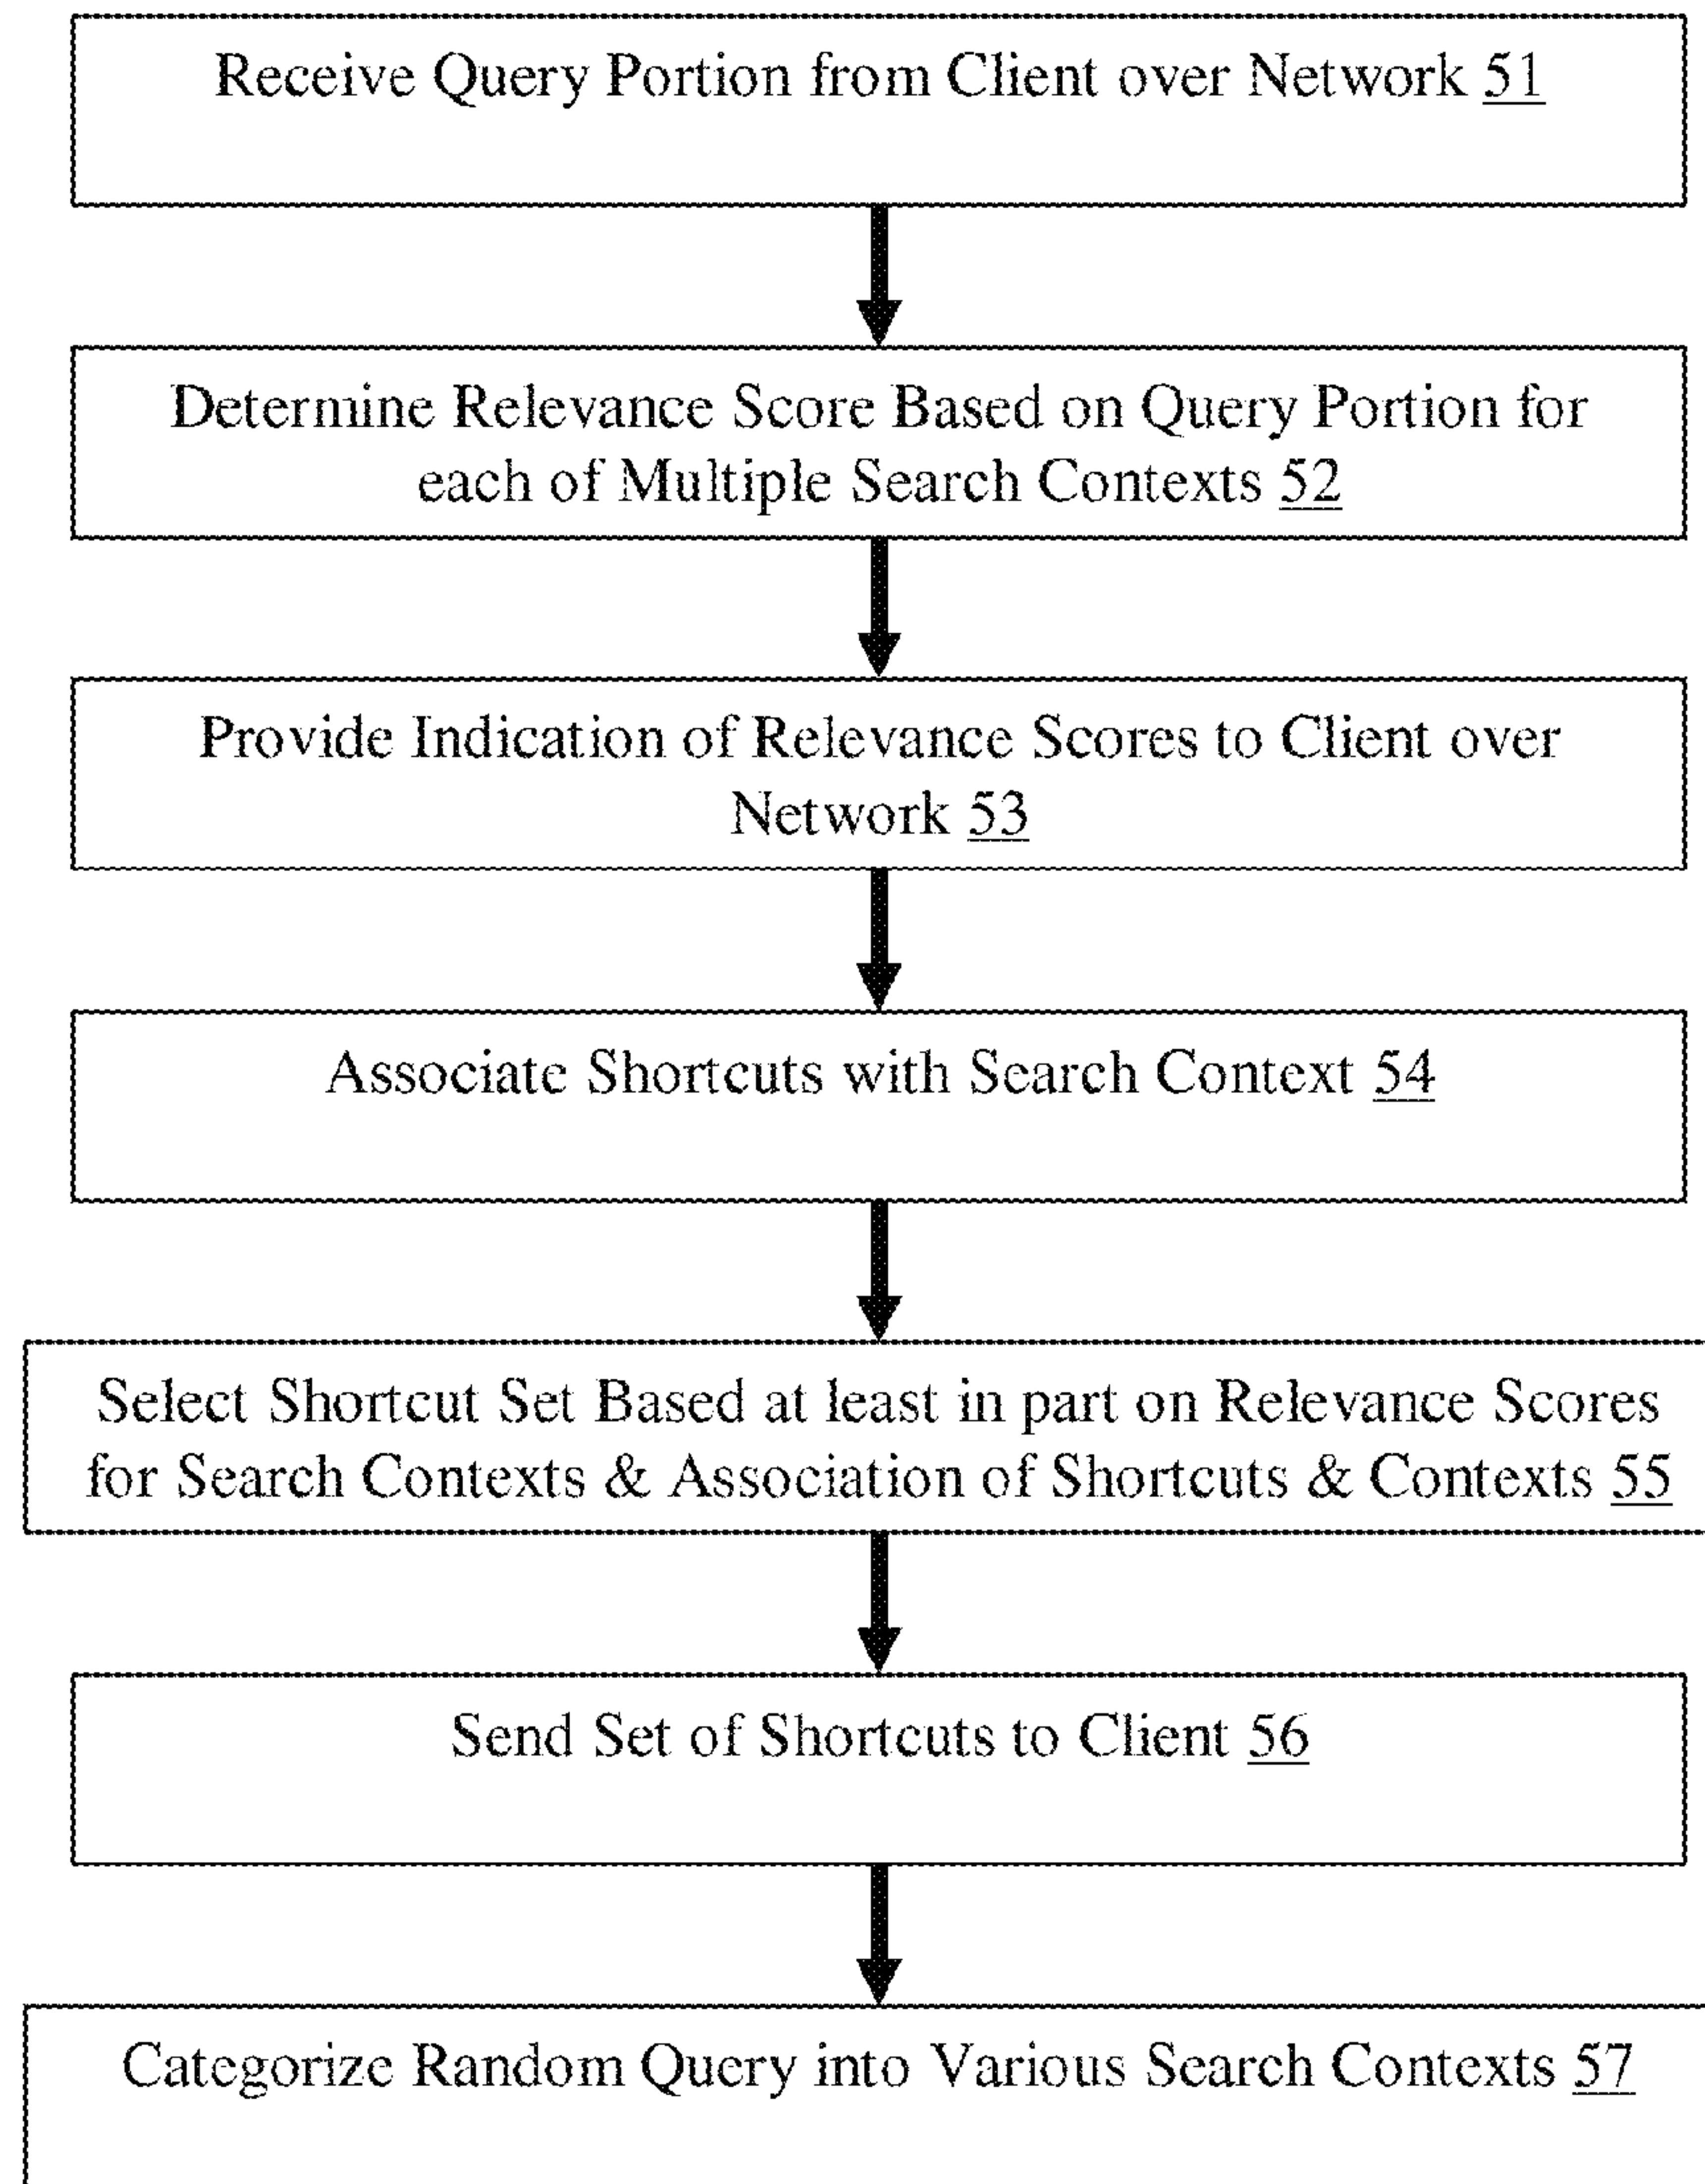 Receive Query Portion from Client over Network 51
Determine Relevance Score Based on Query Portion for
each of Multiple Search Contexts 52
Provide Indication of Relevance Scores to Client over
Network 53
Associate Shortcuts with Search Context 54
Select Shortcut Set Based at least in part on Relevance Scores
for Search Contexts & Association of Shortcuts & Contexts 55
Send Set of Shortcuts to Client 56
Categorize Random Query into Various Search Contexts 57